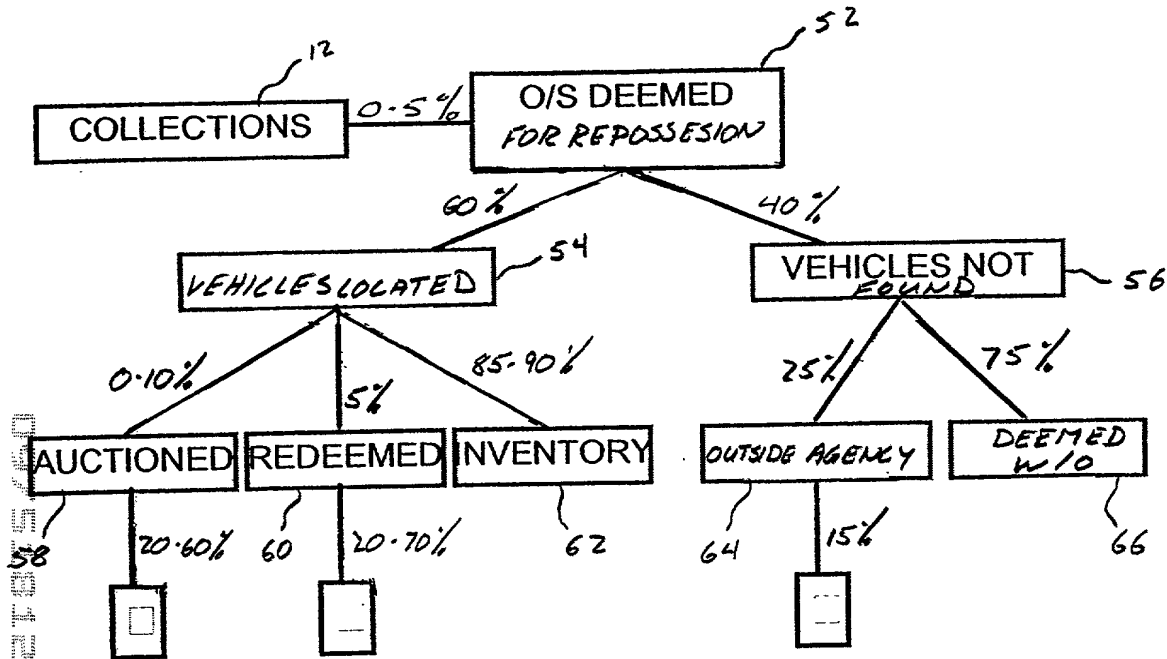 52
12
COLLECTIONS
0-5%
O/S DEEMED
FOR REPOSSESION
60%
40%
54
VEHICLES LOCATED
VEHICLES NOT
FOUND
56
0-10%
5%
85-90%
25%
75%
AUCTIONED
REDEEMED
INVENTORY
OUTSIDE AGENCY
DEEMED
W/O
58
20-60%
60
20-70%
62
64
15%
66